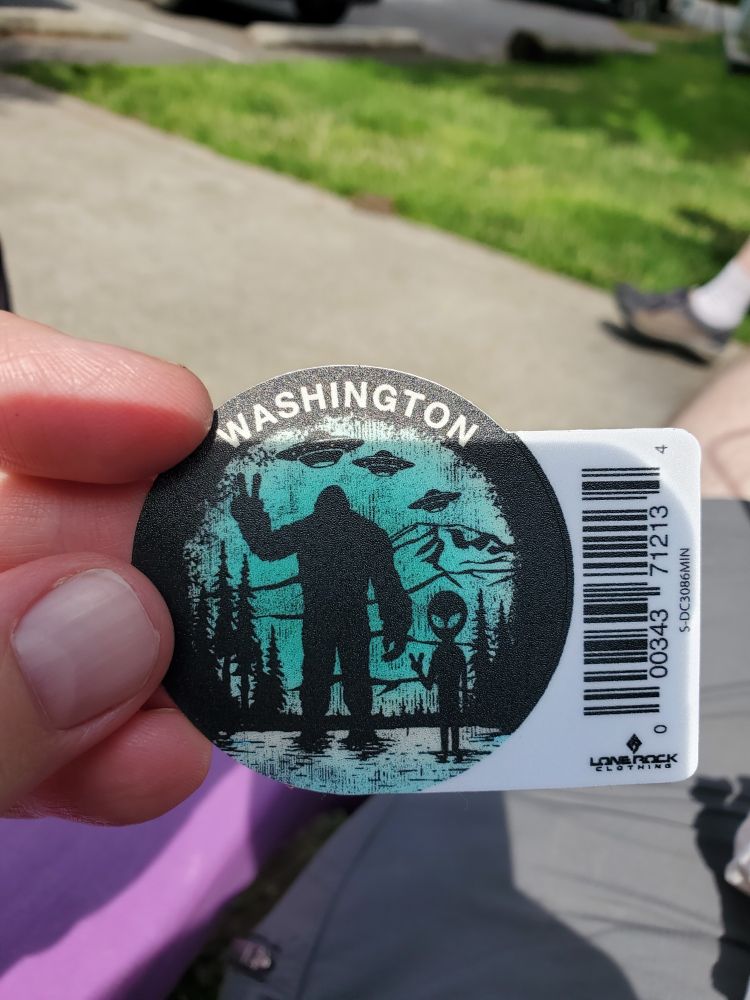 WASHINGTON
0 00343 71213 4
S-DC3086MIN
LONE ROCK
CLOTHING